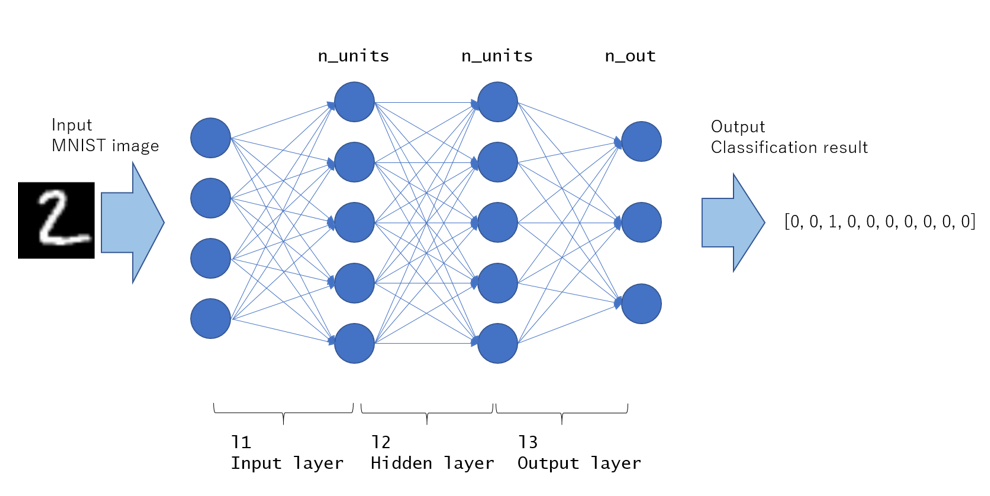 n_units
n_units
n_out
Input
MNIST image
2
Output
Classification result
[0, 0, 1, 0, 0, 0, 0, 0, 0, 0]
l1
Input layer
l2
Hidden layer
l3
Output layer